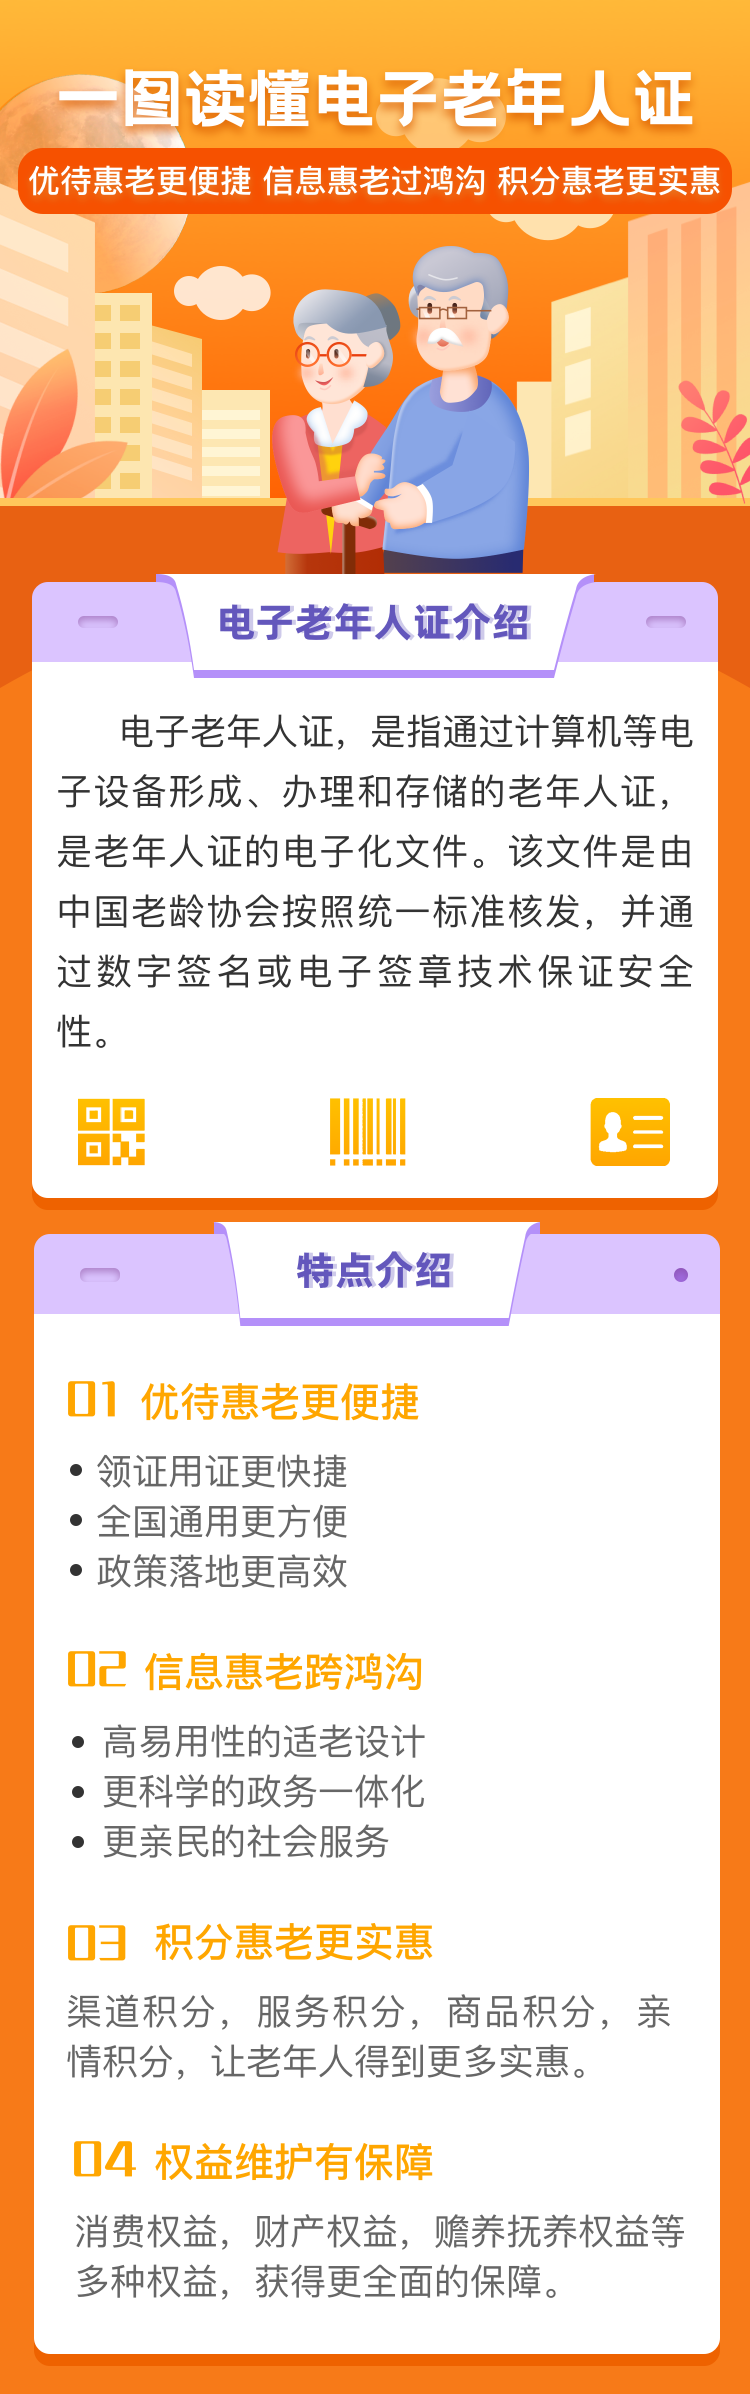 一图读懂电子老年人证
优待惠老更便捷 信息惠老过鸿沟 积分惠老更实惠
电子老年人证介绍
电子老年人证，是指通过计算机等电
子设备形成、办理和存储的老年人证，
是老年人证的电子化文件。该文件是由
中国老龄协会按照统一标准核发，并通
过数字签名或电子签章技术保证安全
性。
特点介绍
01 优待惠老更便捷
• 领证用证更快捷
• 全国通用更方便
• 政策落地更高效
02 信息惠老跨鸿沟
• 高易用性的适老设计
• 更科学的政务一体化
• 更亲民的社会服务
03 积分惠老更实惠
渠道积分，服务积分，商品积分，亲
情积分，让老年人得到更多实惠。
04 权益维护有保障
消费权益，财产权益，赡养抚养权益等
多种权益，获得更全面的保障。